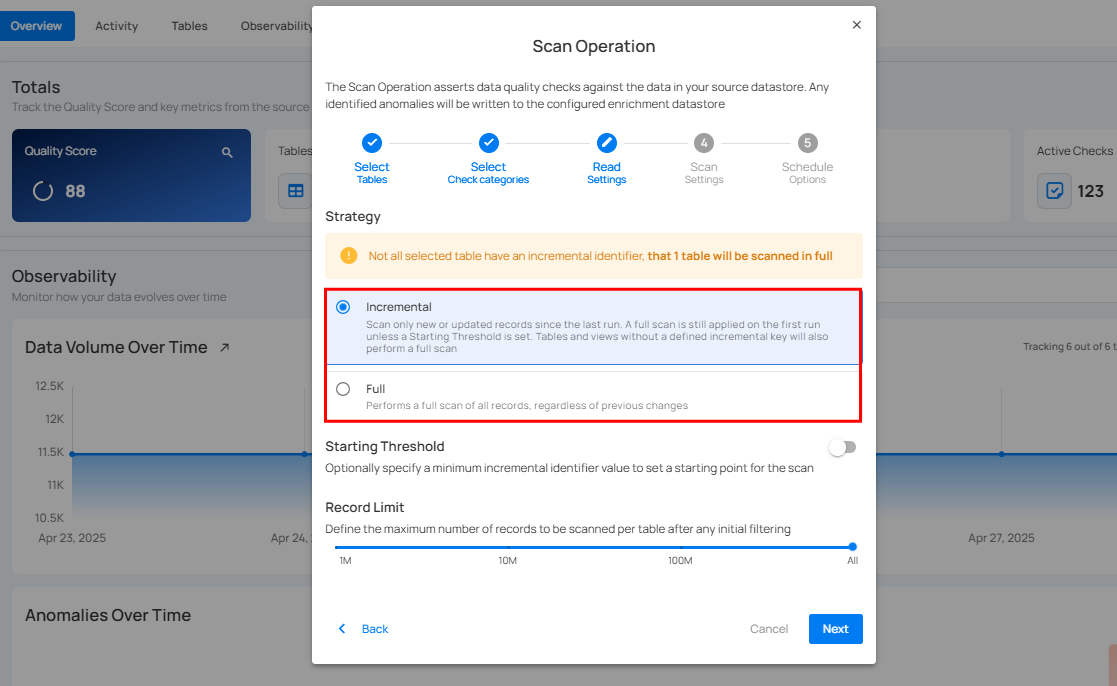 Overview
Activity
Tables
Observability
Totals
Track the Quality Score and key metrics from the source
Quality Score
88
Tables
Active Checks
123
Observability
Monitor how your data evolves over time
Data Volume Over Time
Tracking 6 out of 6 t
12.5K
12K
11.5K
11K
10.5K
Apr 23, 2025
Apr 24,
Apr 27, 2025
Anomalies Over Time
Scan Operation
The Scan Operation asserts data quality checks against the data in your source datastore. Any
identified anomalies will be written to the configured enrichment datastore
Select
Tables
Select
Check categories
Read
Settings
4
Scan
Settings
5
Schedule
Options
Strategy
Not all selected table have an incremental identifier, that 1 table will be scanned in full
Incremental
Scan only new or updated records since the last run. A full scan is still applied on the first run
unless a Starting Threshold is set. Tables and views without a defined incremental key will also
perform a full scan
Full
Performs a full scan of all records, regardless of previous changes
Starting Threshold
Optionally specify a minimum incremental identifier value to set a starting point for the scan
Record Limit
Define the maximum number of records to be scanned per table after any initial filtering
1M
10M
100M
All
Back
Cancel
Next